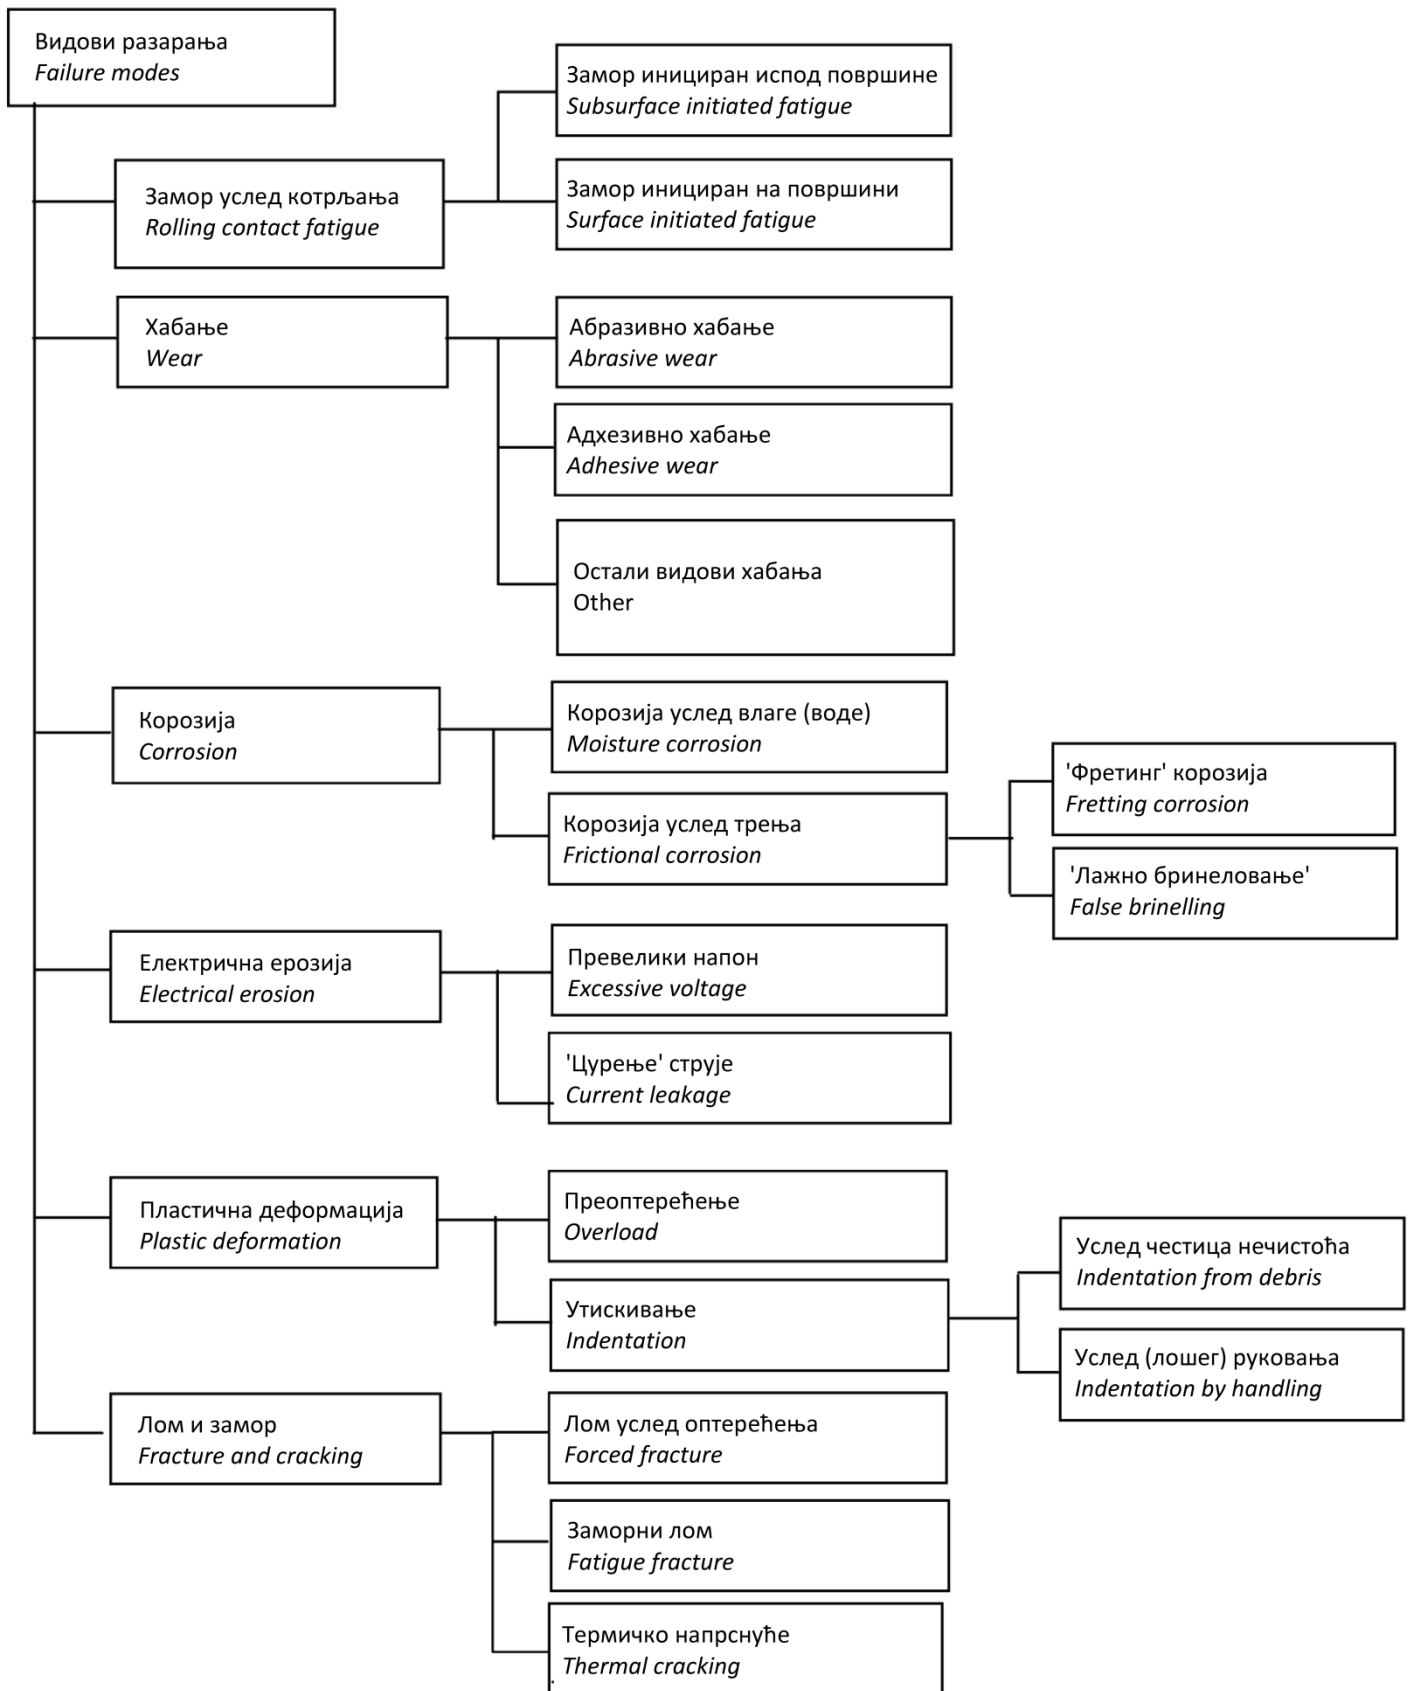 Видови разарања
Failure modes
Замор услед котрљања
Rolling contact fatigue
Замор инициран испод површине
Subsurface initiated fatigue
Замор инициран на површини
Surface initiated fatigue
Хабање
Wear
Абразивно хабање
Abrasive wear
Адхезивно хабање
Adhesive wear
Остали видови хабања
Other
Корозија
Corrosion
Корозија услед влаге (воде)
Moisture corrosion
Корозија услед трења
Frictional corrosion
'Фретинг' корозија
Fretting corrosion
'Лажно бринеловање'
False brinelling
Електрична ерозија
Electrical erosion
Превелики напон
Excessive voltage
'Цурење' струје
Current leakage
Пластична деформација
Plastic deformation
Преоптерећење
Overload
Утискивање
Indentation
Услед честица нечистоћа
Indentation from debris
Услед (лошег) руковања
Indentation by handling
Лом и замор
Fracture and cracking
Лом услед оптерећења
Forced fracture
Заморни лом
Fatigue fracture
Термичко напрснуће
Thermal cracking